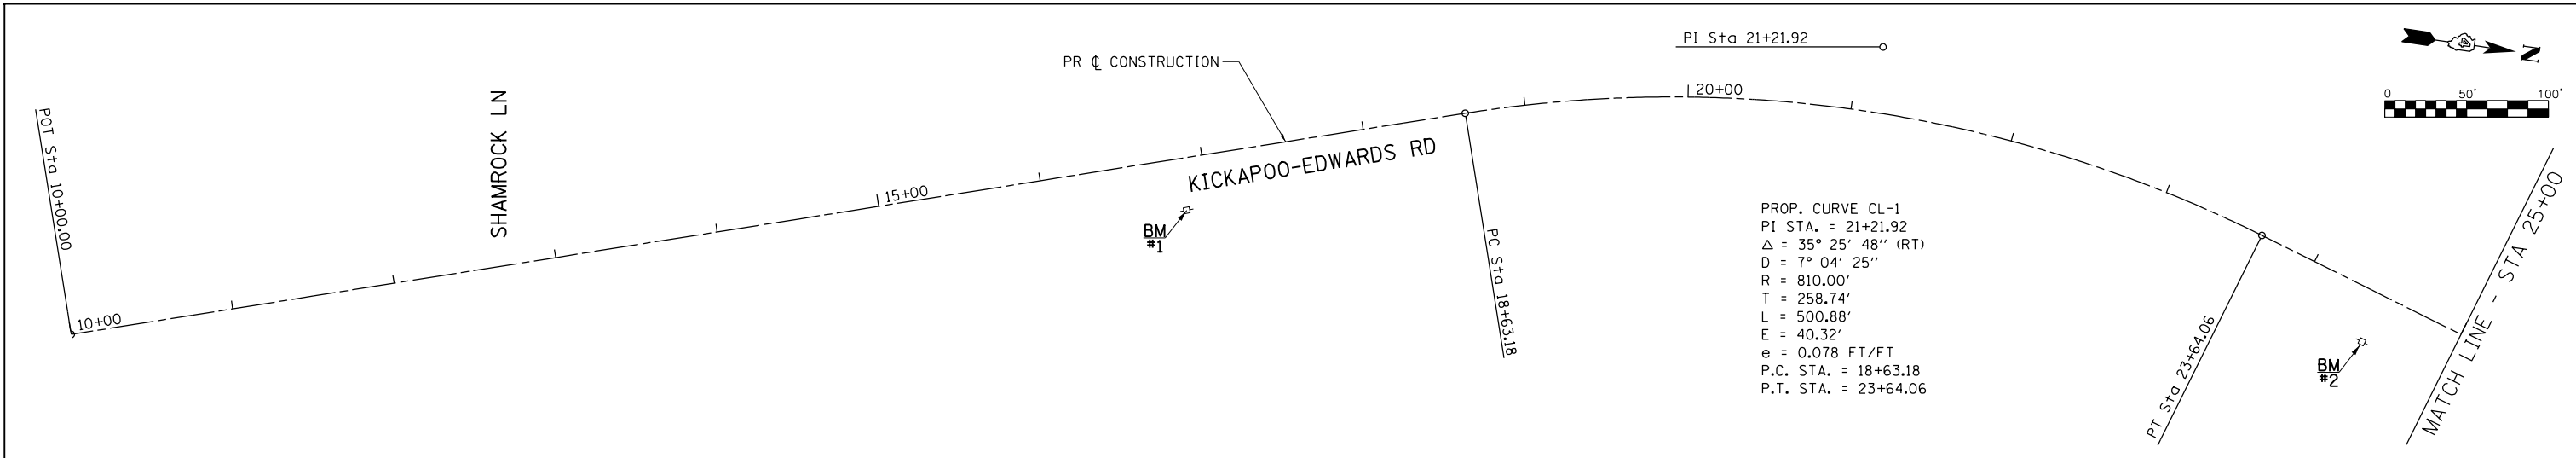 PI Sta 21+21.92
N
PR ℄ CONSTRUCTION
0 50' 100'
20+00
POT Sta 10+00.00
SHAMROCK LN
KICKAPOO-EDWARDS RD
15+00
BM
#1
10+00
PC Sta 18+63.18
PROP. CURVE CL-1
PI STA. = 21+21.92
△ = 35° 25' 48'' (RT)
D = 7° 04' 25''
R = 810.00'
T = 258.74'
L = 500.88'
E = 40.32'
e = 0.078 FT/FT
P.C. STA. = 18+63.18
P.T. STA. = 23+64.06
PT Sta 23+64.06
BM
#2
MATCH LINE - STA 25+00